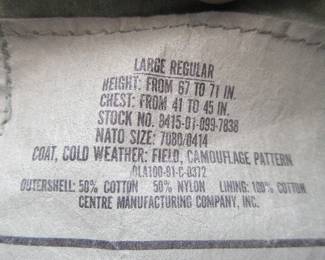 LARGE REGULAR
HEIGHT: FROM 67 TO 71 IN.
CHEST: FROM 41 TO 45 IN.
STOCK NO. 8415-01-099-7838
NATO SIZE: 7080/0414
COAT, COLD WEATHER: FIELD, CAMOUFLAGE PATTERN
DLA100-91-C-0372
OUTERSHELL: 50% COTTON 50% NYLON LINING: 100% COTTON
CENTRE MANUFACTURING COMPANY, INC.